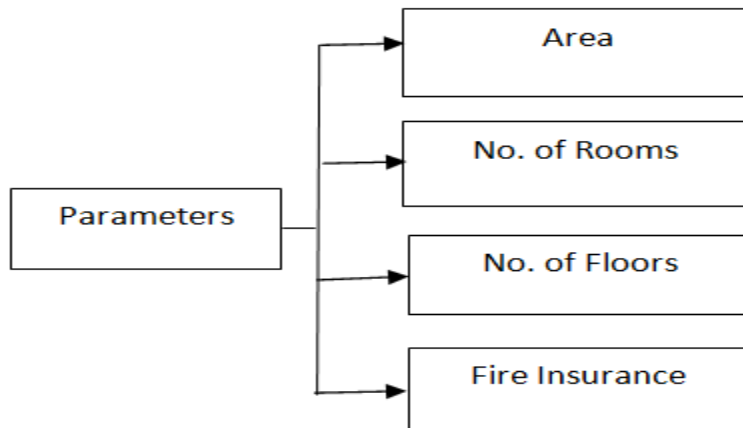 Area
No. of Rooms
Parameters
No. of Floors
Fire Insurance